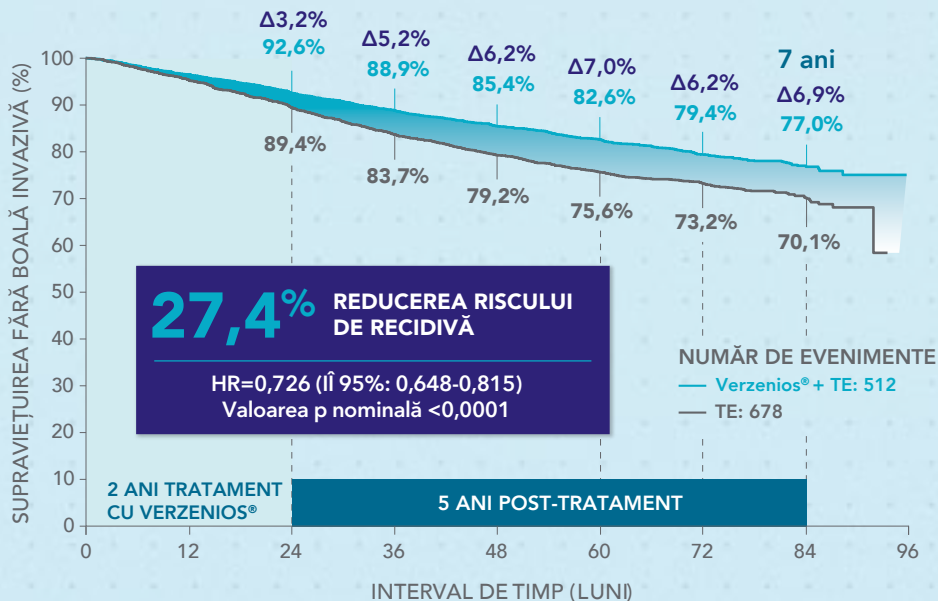 SUPRAVIEȚUIREA FĂRĂ BOALĂ INVAZIVĂ (%)
100
90
80
70
60
50
40
30
20
10
0
Δ3,2%
92,6%
Δ5,2%
88,9%
Δ6,2%
85,4%
Δ7,0%
82,6%
Δ6,2%
79,4%
7 ani
Δ6,9%
77,0%
89,4%
83,7%
79,2%
75,6%
73,2%
70,1%
27,4% REDUCEREA RISCULUI
DE RECIDIVĂ
HR=0,726 (IÎ 95%: 0,648-0,815)
Valoarea p nominală <0,0001
NUMĂR DE EVENIMENTE
Verzenios® + TE: 512
TE: 678
2 ANI TRATAMENT
CU VERZENIOS®
5 ANI POST-TRATAMENT
0 12 24 36 48 60 72 84 96
INTERVAL DE TIMP (LUNI)